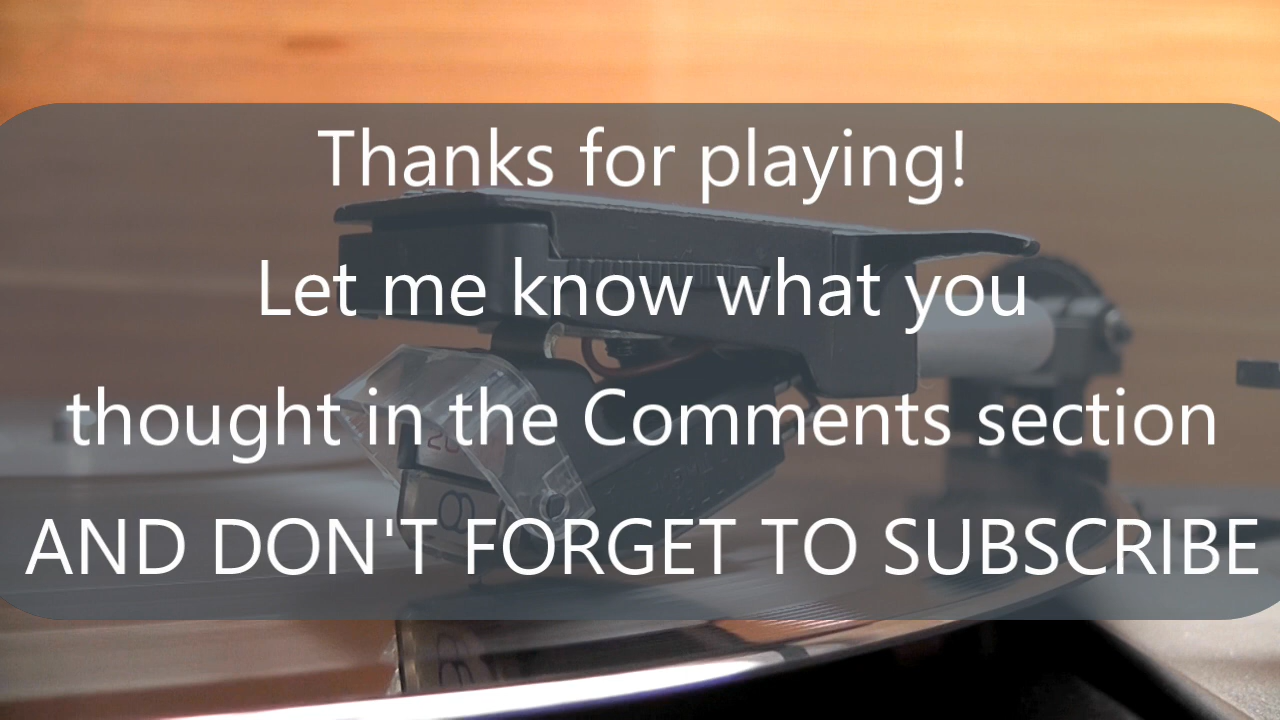 Thanks for playing!
Let me know what you
thought in the Comments section
AND DON'T FORGET TO SUBSCRIBE